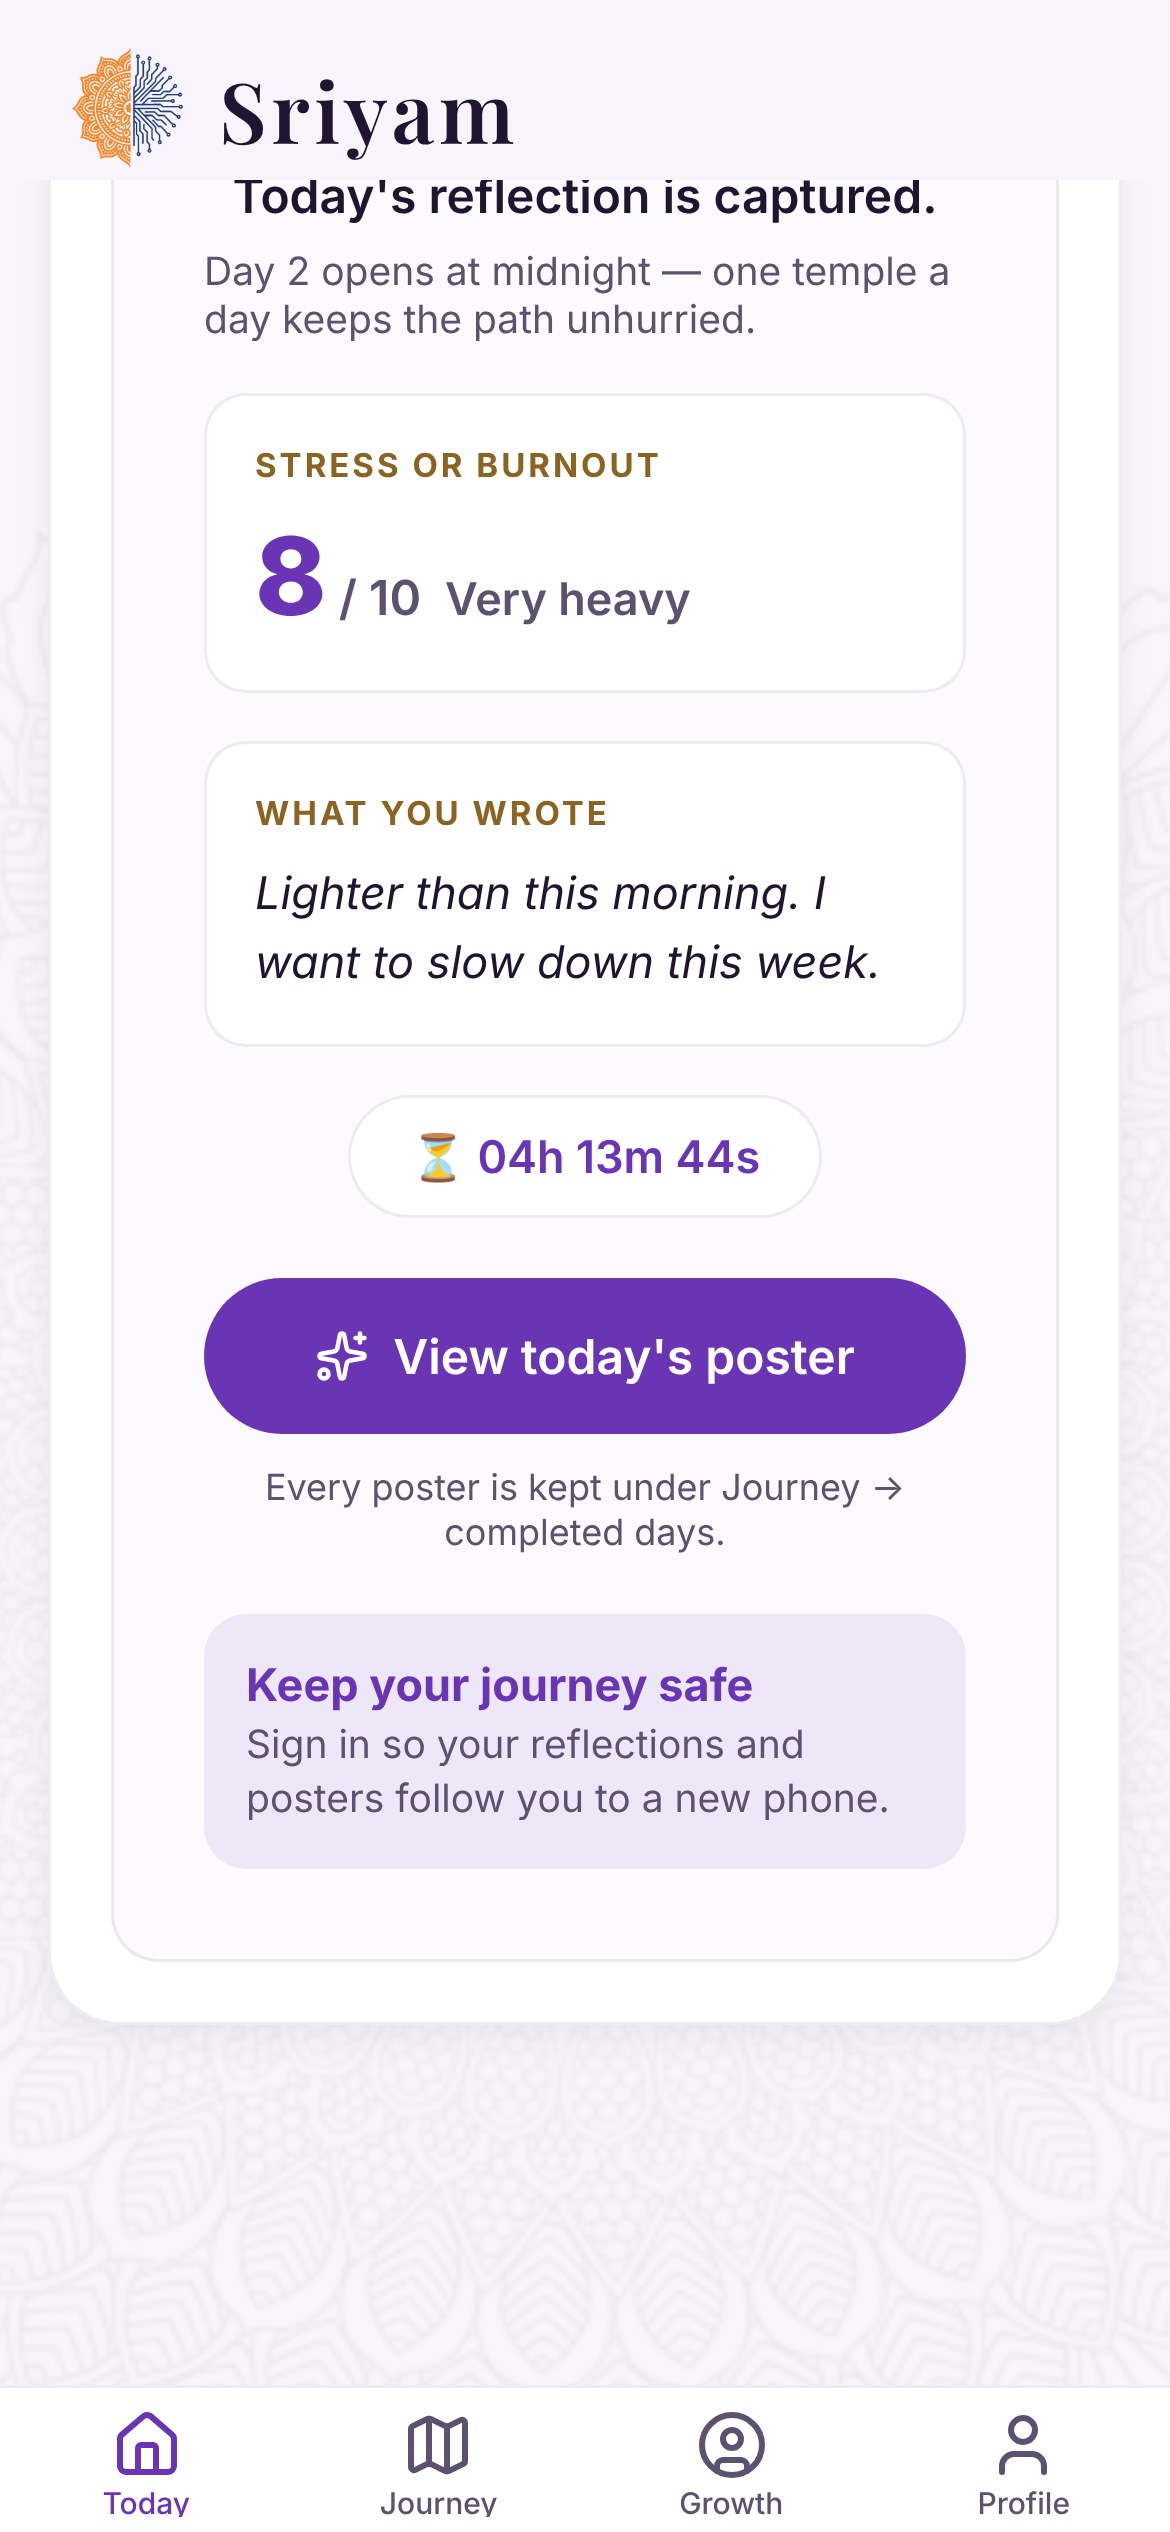 Sriyam
Today's reflection is captured.
Day 2 opens at midnight — one temple a
day keeps the path unhurried.
STRESS OR BURNOUT
8 / 10 Very heavy
WHAT YOU WROTE
Lighter than this morning. I
want to slow down this week.
⏳ 04h 13m 44s
View today's poster
Every poster is kept under Journey →
completed days.
Keep your journey safe
Sign in so your reflections and
posters follow you to a new phone.
Today
Journey
Growth
Profile